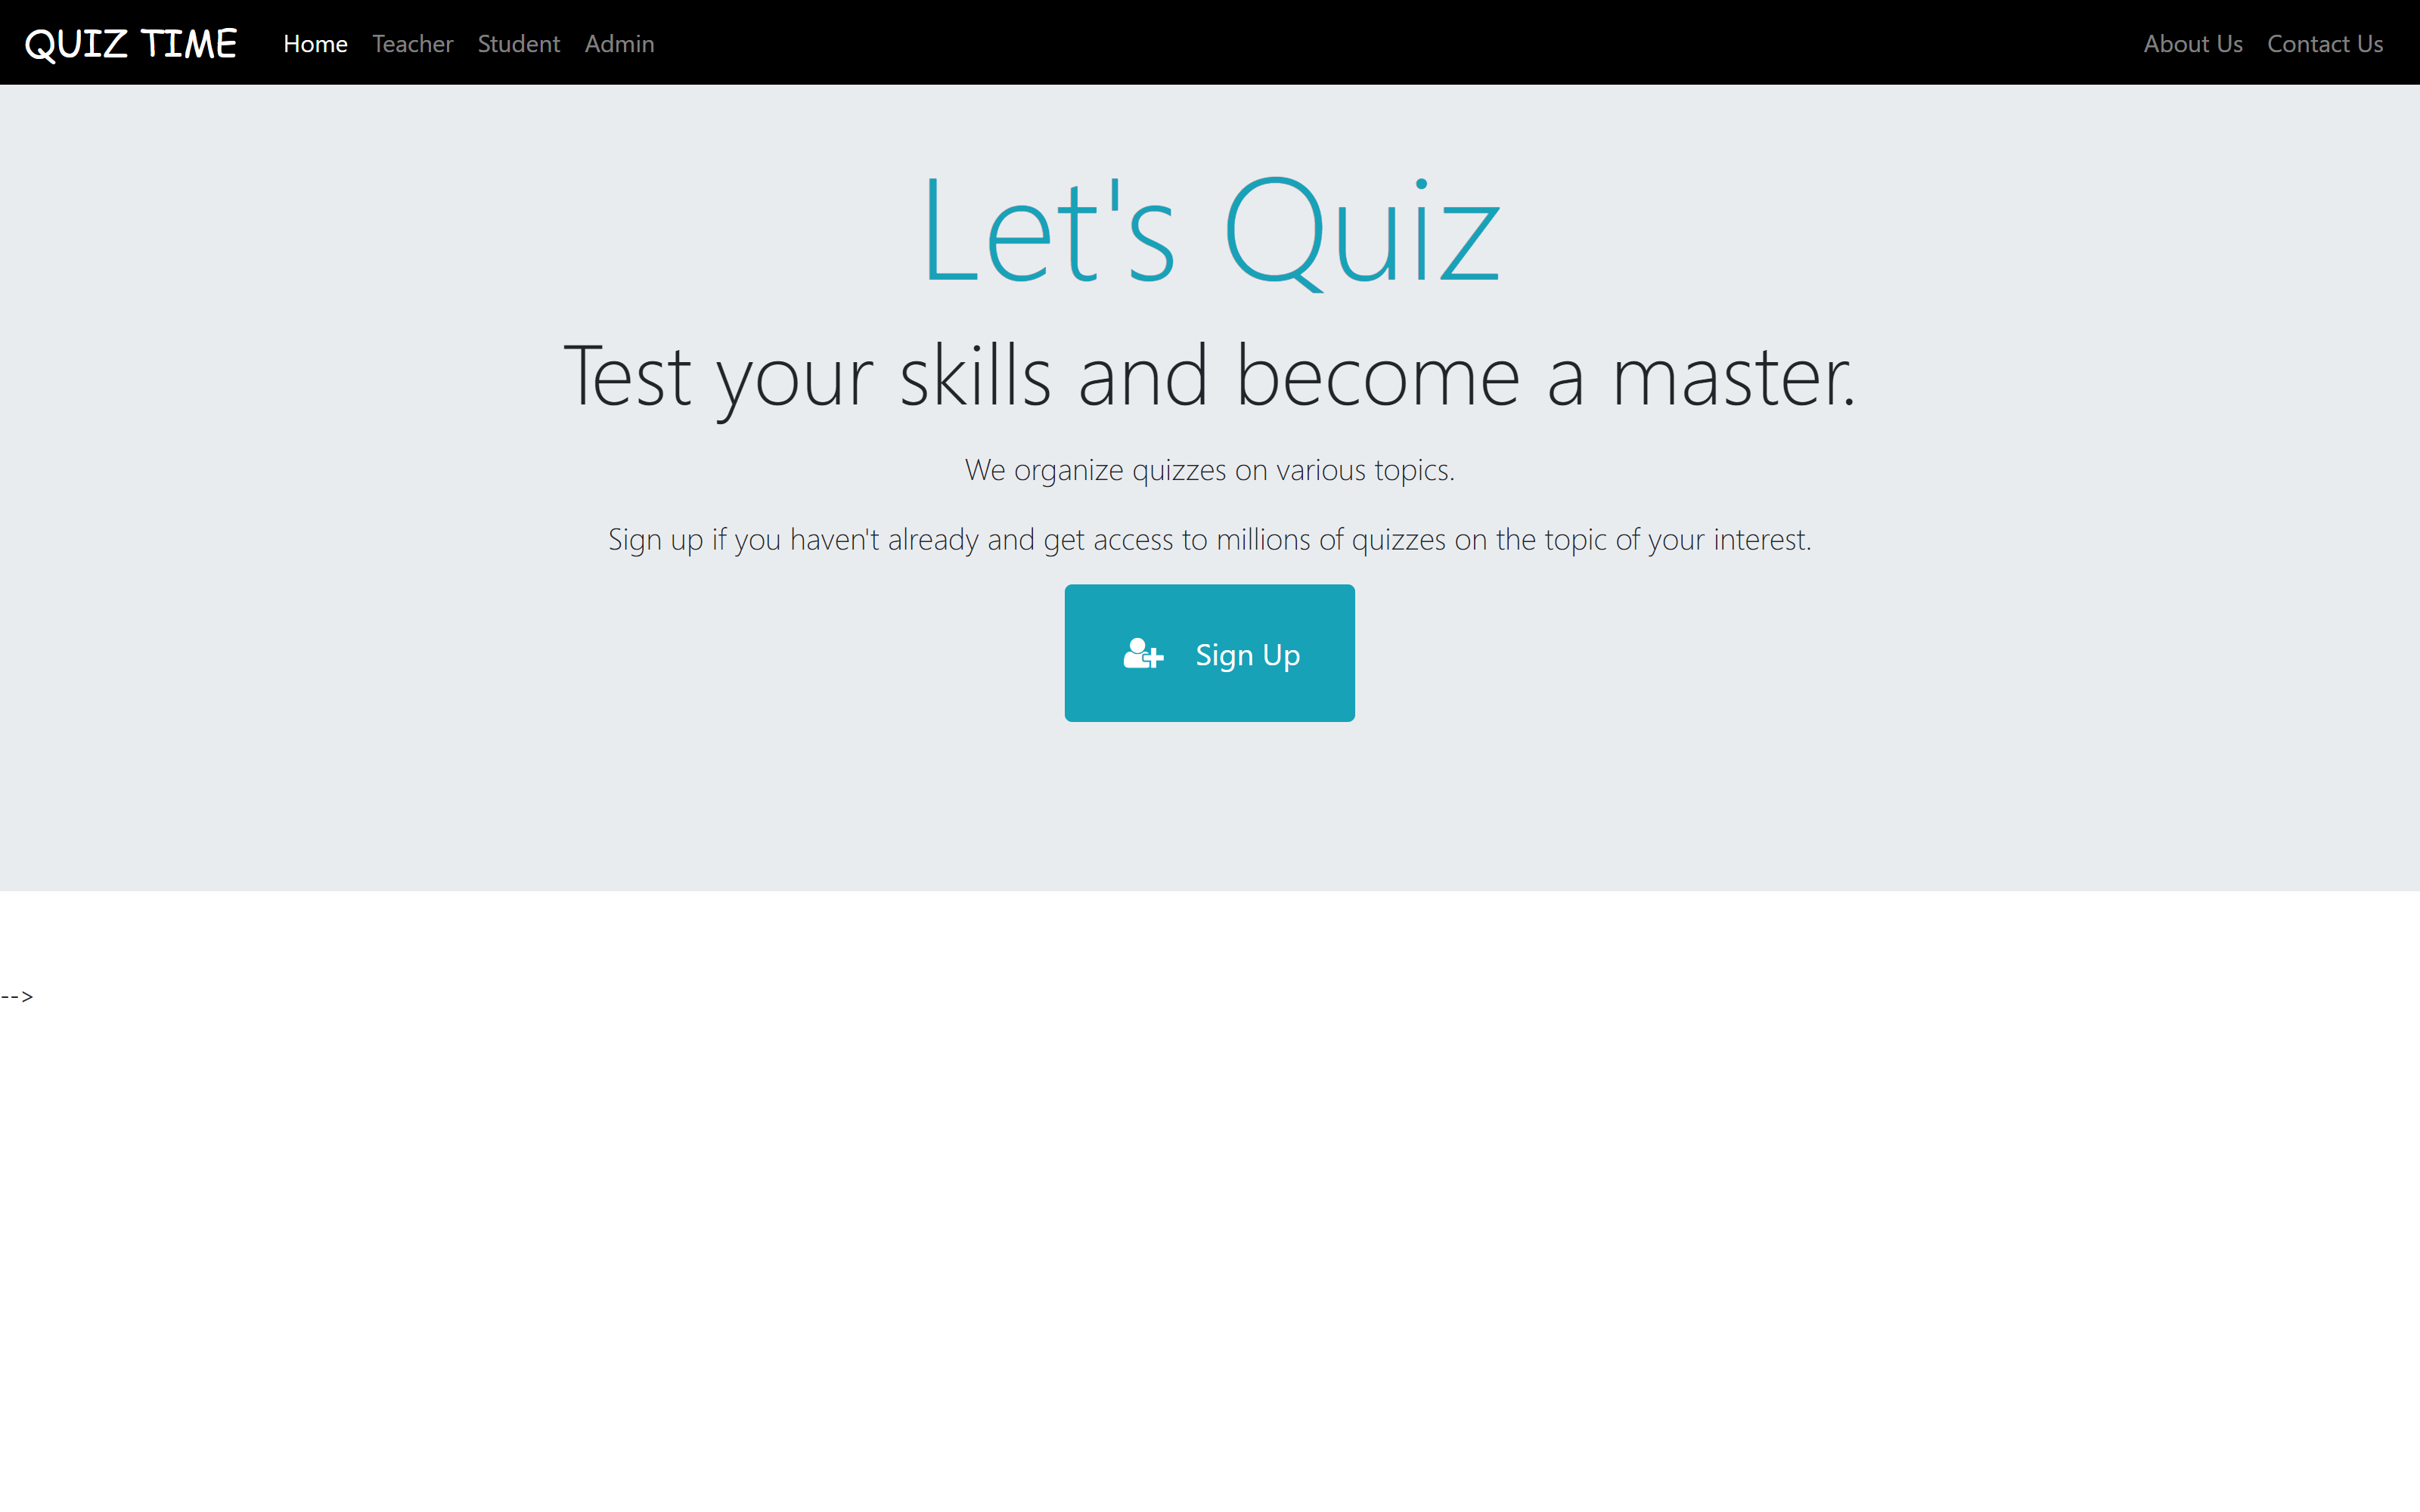 QUIZ TIME Home Teacher Student Admin About Us Contact Us
Let's Quiz
Test your skills and become a master.
We organize quizzes on various topics.
Sign up if you haven't already and get access to millions of quizzes on the topic of your interest.
Sign Up
-->